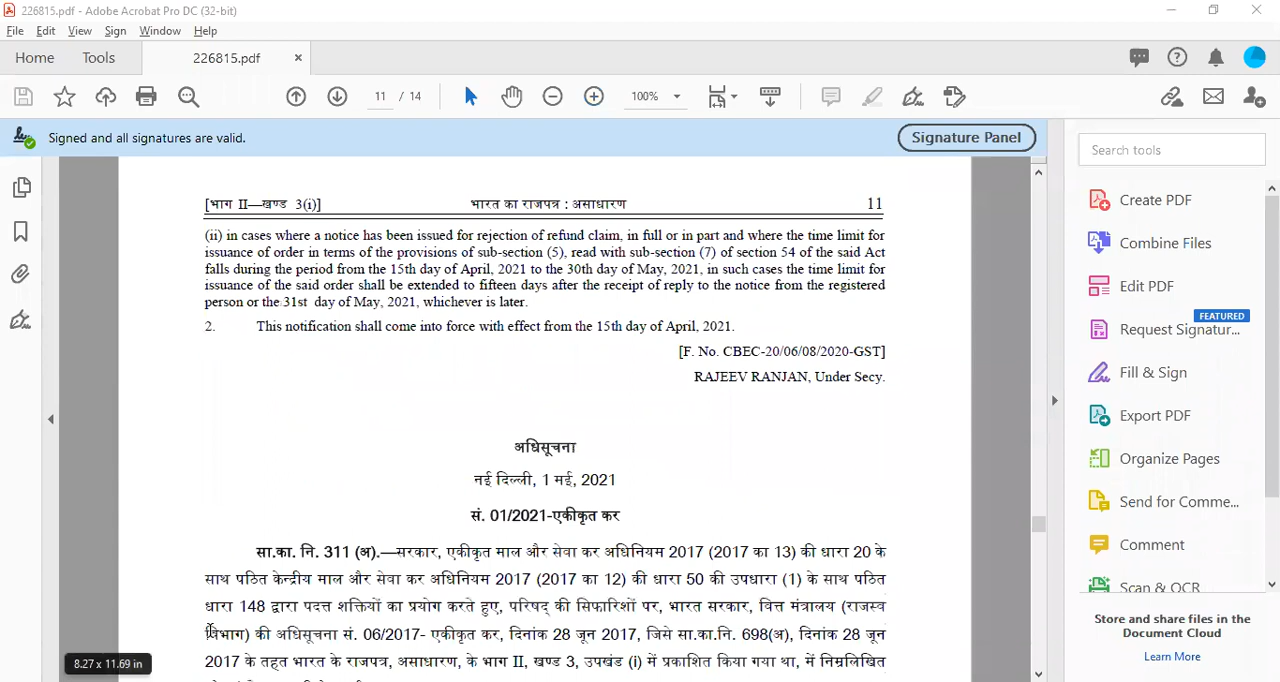 226815.pdf - Adobe Acrobat Pro DC (32-bit)
File Edit View Sign Window Help
Home Tools 226815.pdf ×
11 / 14 100%
Signed and all signatures are valid. Signature Panel
Search tools
Create PDF
Combine Files
Edit PDF
FEATURED
Request Signatur...
Fill & Sign
Export PDF
Organize Pages
Send for Comme...
Comment
Scan & OCR
Store and share files in the
Document Cloud
Learn More
[भाग II—खण्ड 3(i)] भारत का राजपत्र : असाधारण 11
(ii) in cases where a notice has been issued for rejection of refund claim, in full or in part and where the time limit for
issuance of order in terms of the provisions of sub-section (5), read with sub-section (7) of section 54 of the said Act
falls during the period from the 15th day of April, 2021 to the 30th day of May, 2021, in such cases the time limit for
issuance of the said order shall be extended to fifteen days after the receipt of reply to the notice from the registered
person or the 31st day of May, 2021, whichever is later.
2. This notification shall come into force with effect from the 15th day of April, 2021.
[F. No. CBEC-20/06/08/2020-GST]
RAJEEV RANJAN, Under Secy.
अधिसूचना
नई दिल्ली, 1 मई, 2021
सं. 01/2021-एकीकृत कर
सा.का. नि. 311 (अ).—सरकार, एकीकृत माल और सेवा कर अधिनियम 2017 (2017 का 13) की धारा 20 के
साथ पठित केन्द्रीय माल और सेवा कर अधिनियम 2017 (2017 का 12) की धारा 50 की उपधारा (1) के साथ पठित
धारा 148 द्वारा पदत्त शक्तियों का प्रयोग करते हुए, परिषद् की सिफारिशों पर, भारत सरकार, वित्त मंत्रालय (राजस्व
विभाग) की अधिसूचना सं. 06/2017- एकीकृत कर, दिनांक 28 जून 2017, जिसे सा.का.नि. 698(अ), दिनांक 28 जून
2017 के तहत भारत के राजपत्र, असाधारण, के भाग II, खण्ड 3, उपखंड (i) में प्रकाशित किया गया था, में निम्नलिखित
8.27 x 11.69 in